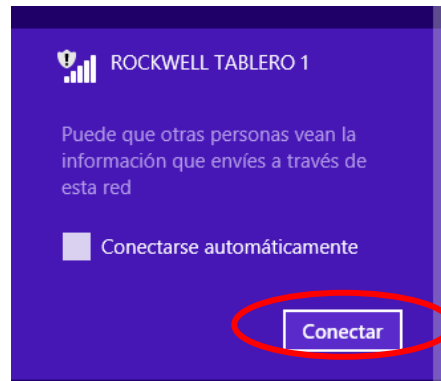 ROCKWELL TABLERO 1
Puede que otras personas vean la
información que envíes a través de
esta red
Conectarse automáticamente
Conectar